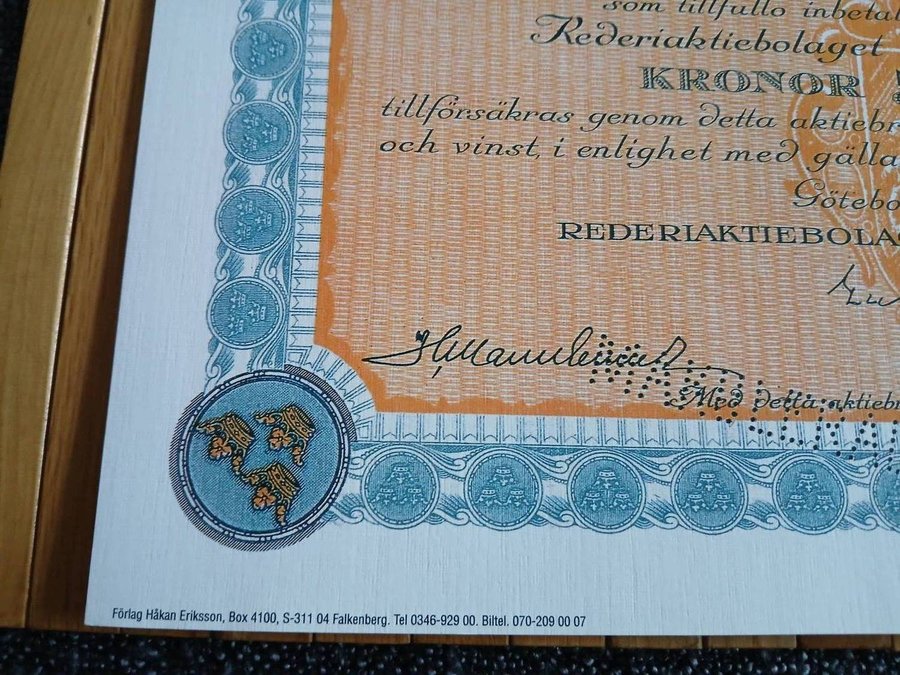 som tillfullo inbetal
Rederiaktiebolaget
KRONOR 5
tillförsäkras genom detta aktiebr
och vinst, i enlighet med gälla
Götebo
REDERIAKTIEBOLA
Med detta aktiebr
Förlag Håkan Eriksson, Box 4100, S-311 04 Falkenberg. Tel 0346-929 00. Biltel. 070-209 00 07